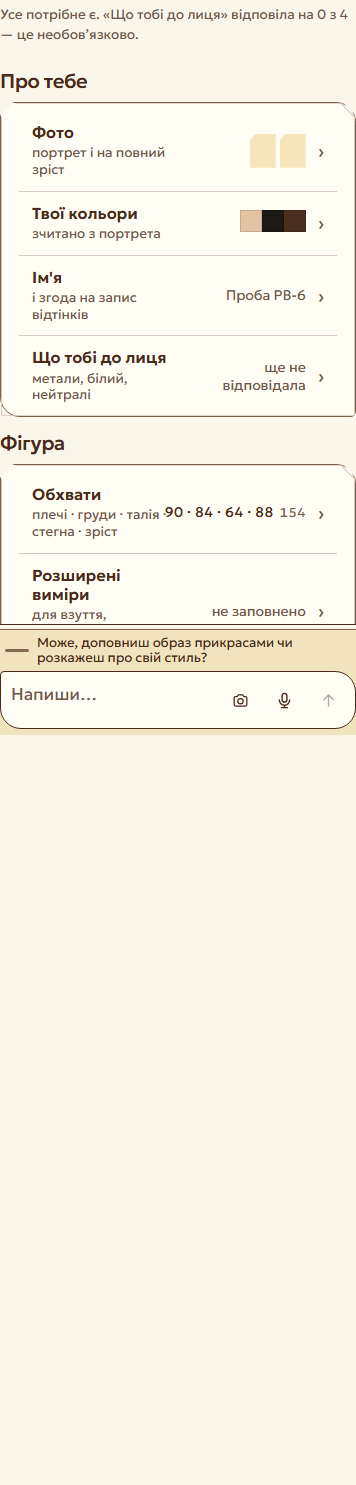 Усе потрібне є. «Що тобі до лиця» відповіла на 0 з 4
— це необов’язково.
Про тебе
Фото
портрет і на повний
зріст
Твої кольори
зчитано з портрета
Ім'я
і згода на запис
відтінків
Проба РВ-6
Що тобі до лиця
метали, білий,
нейтралі
ще не
відповідала
Фігура
Обхвати
плечі · груди · талія ·
стегна · зріст
90 · 84 · 64 · 88 154
Розширені
виміри
для взуття,
не заповнено
Може, доповниш образ прикрасами чи
розкажеш про свій стиль?
Напиши…